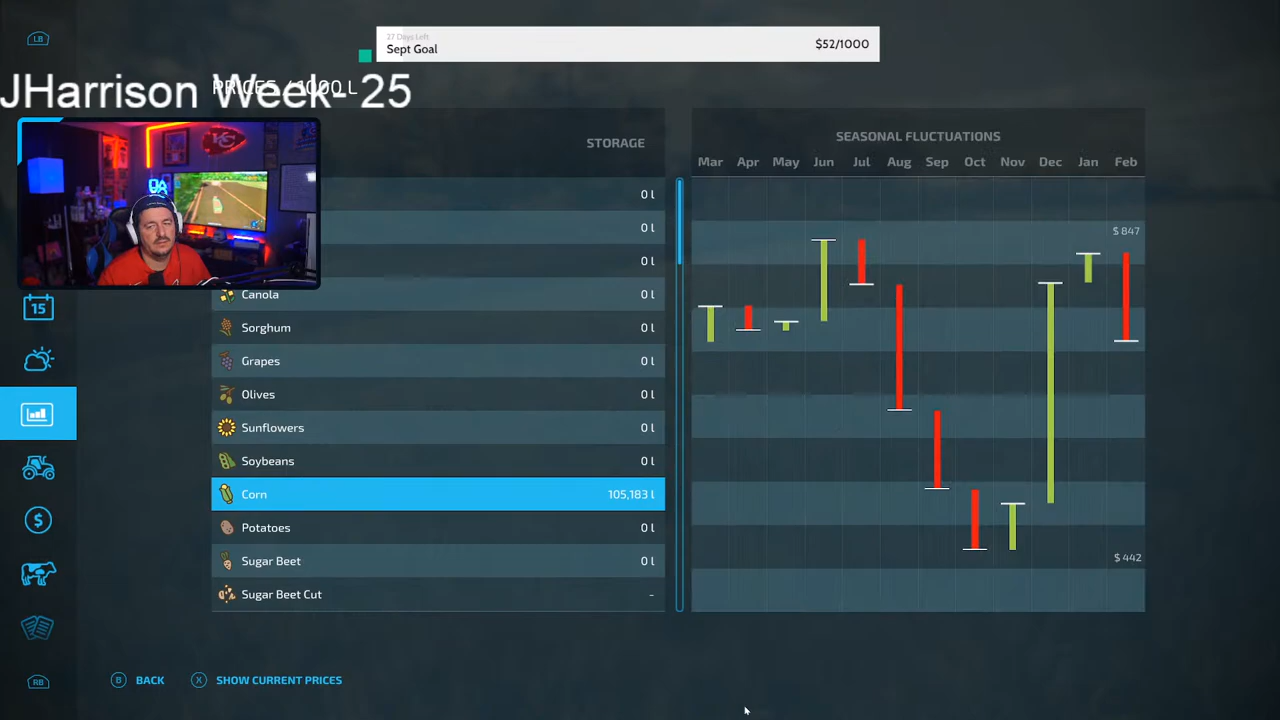 LB
27 Days Left
Sept Goal
$52/1000
PRICES / 1000 L
JHarrison Week- 25
STORAGE
SEASONAL FLUCTUATIONS
Mar Apr May Jun Jul Aug Sep Oct Nov Dec Jan Feb
0 l
0 l
0 l
Canola 0 l
Sorghum 0 l
Grapes 0 l
Olives 0 l
Sunflowers 0 l
Soybeans 0 l
Corn 105,183 l
Potatoes 0 l
Sugar Beet 0 l
Sugar Beet Cut -
$ 847
$ 442
15
$
RB
B BACK X SHOW CURRENT PRICES